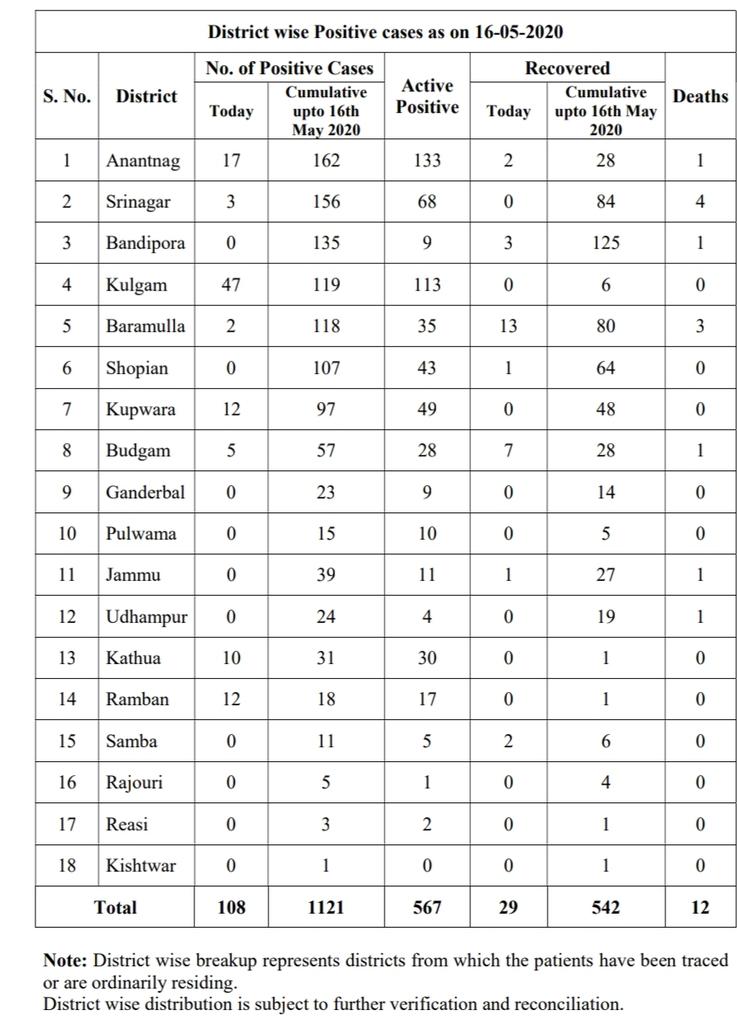 District wise Positive cases as on 16-05-2020
S. No. District No. of Positive Cases Active Positive Recovered Deaths
Today Cumulative upto 16th May 2020 Today Cumulative upto 16th May 2020
1 Anantnag 17 162 133 2 28 1
2 Srinagar 3 156 68 0 84 4
3 Bandipora 0 135 9 3 125 1
4 Kulgam 47 119 113 0 6 0
5 Baramulla 2 118 35 13 80 3
6 Shopian 0 107 43 1 64 0
7 Kupwara 12 97 49 0 48 0
8 Budgam 5 57 28 7 28 1
9 Ganderbal 0 23 9 0 14 0
10 Pulwama 0 15 10 0 5 0
11 Jammu 0 39 11 1 27 1
12 Udhampur 0 24 4 0 19 1
13 Kathua 10 31 30 0 1 0
14 Ramban 12 18 17 0 1 0
15 Samba 0 11 5 2 6 0
16 Rajouri 0 5 1 0 4 0
17 Reasi 0 3 2 0 1 0
18 Kishtwar 0 1 0 0 1 0
Total 108 1121 567 29 542 12
Note: District wise breakup represents districts from which the patients have been traced
or are ordinarily residing.
District wise distribution is subject to further verification and reconciliation.